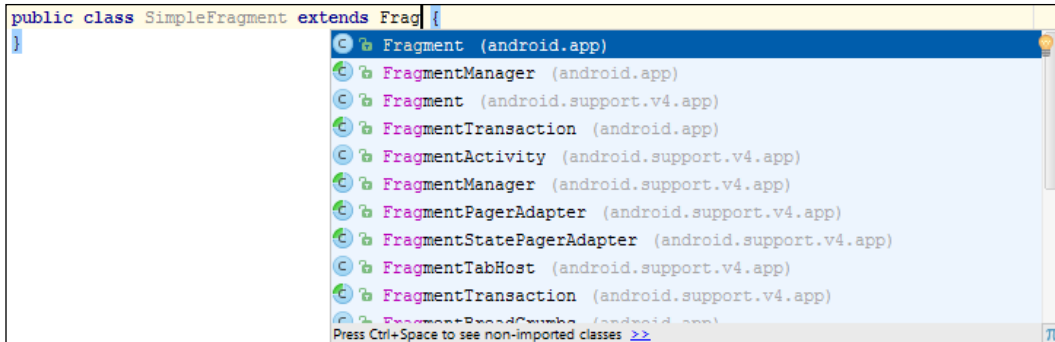 public class SimpleFragment extends Frag {
}
Fragment (android.app)
FragmentManager (android.app)
Fragment (android.support.v4.app)
FragmentTransaction (android.app)
FragmentActivity (android.support.v4.app)
FragmentManager (android.support.v4.app)
FragmentPagerAdapter (android.support.v4.app)
FragmentStatePagerAdapter (android.support.v4.app)
FragmentTabHost (android.support.v4.app)
FragmentTransaction (android.support.v4.app)
FragmentBreadCrumbs (android.app)
Press Ctrl+Space to see non-imported classes >>
π